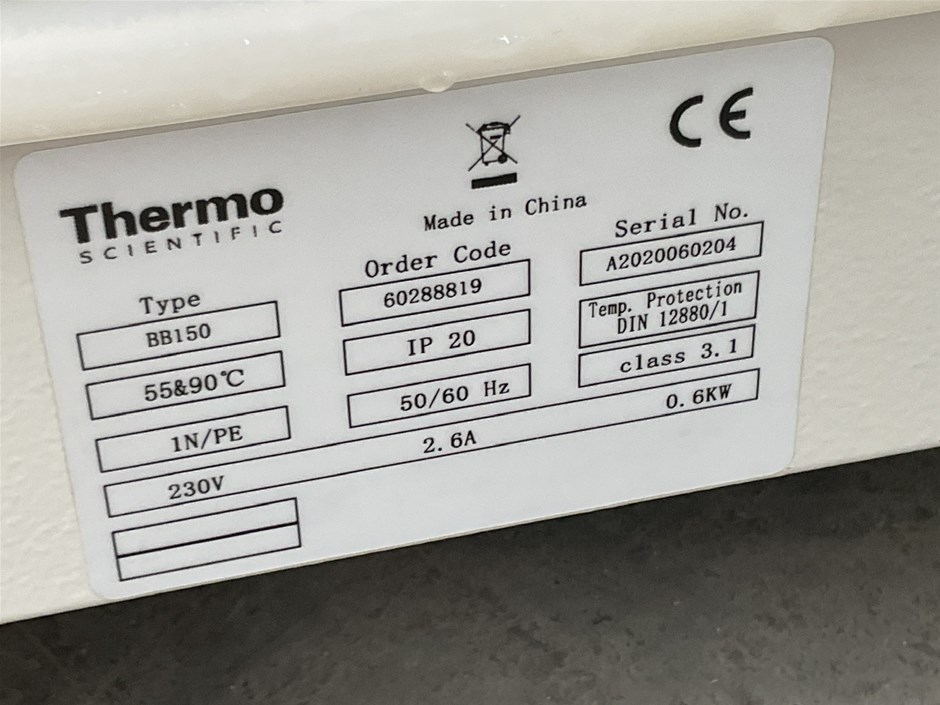 CE
Thermo
SCIENTIFIC
Made in China
Type
BB150
55&90℃
1N/PE
Order Code
60288819
IP 20
50/60 Hz
Serial No.
A2020060204
Temp. Protection
DIN 12880/1
class 3.1
230V 2.6A 0.6KW